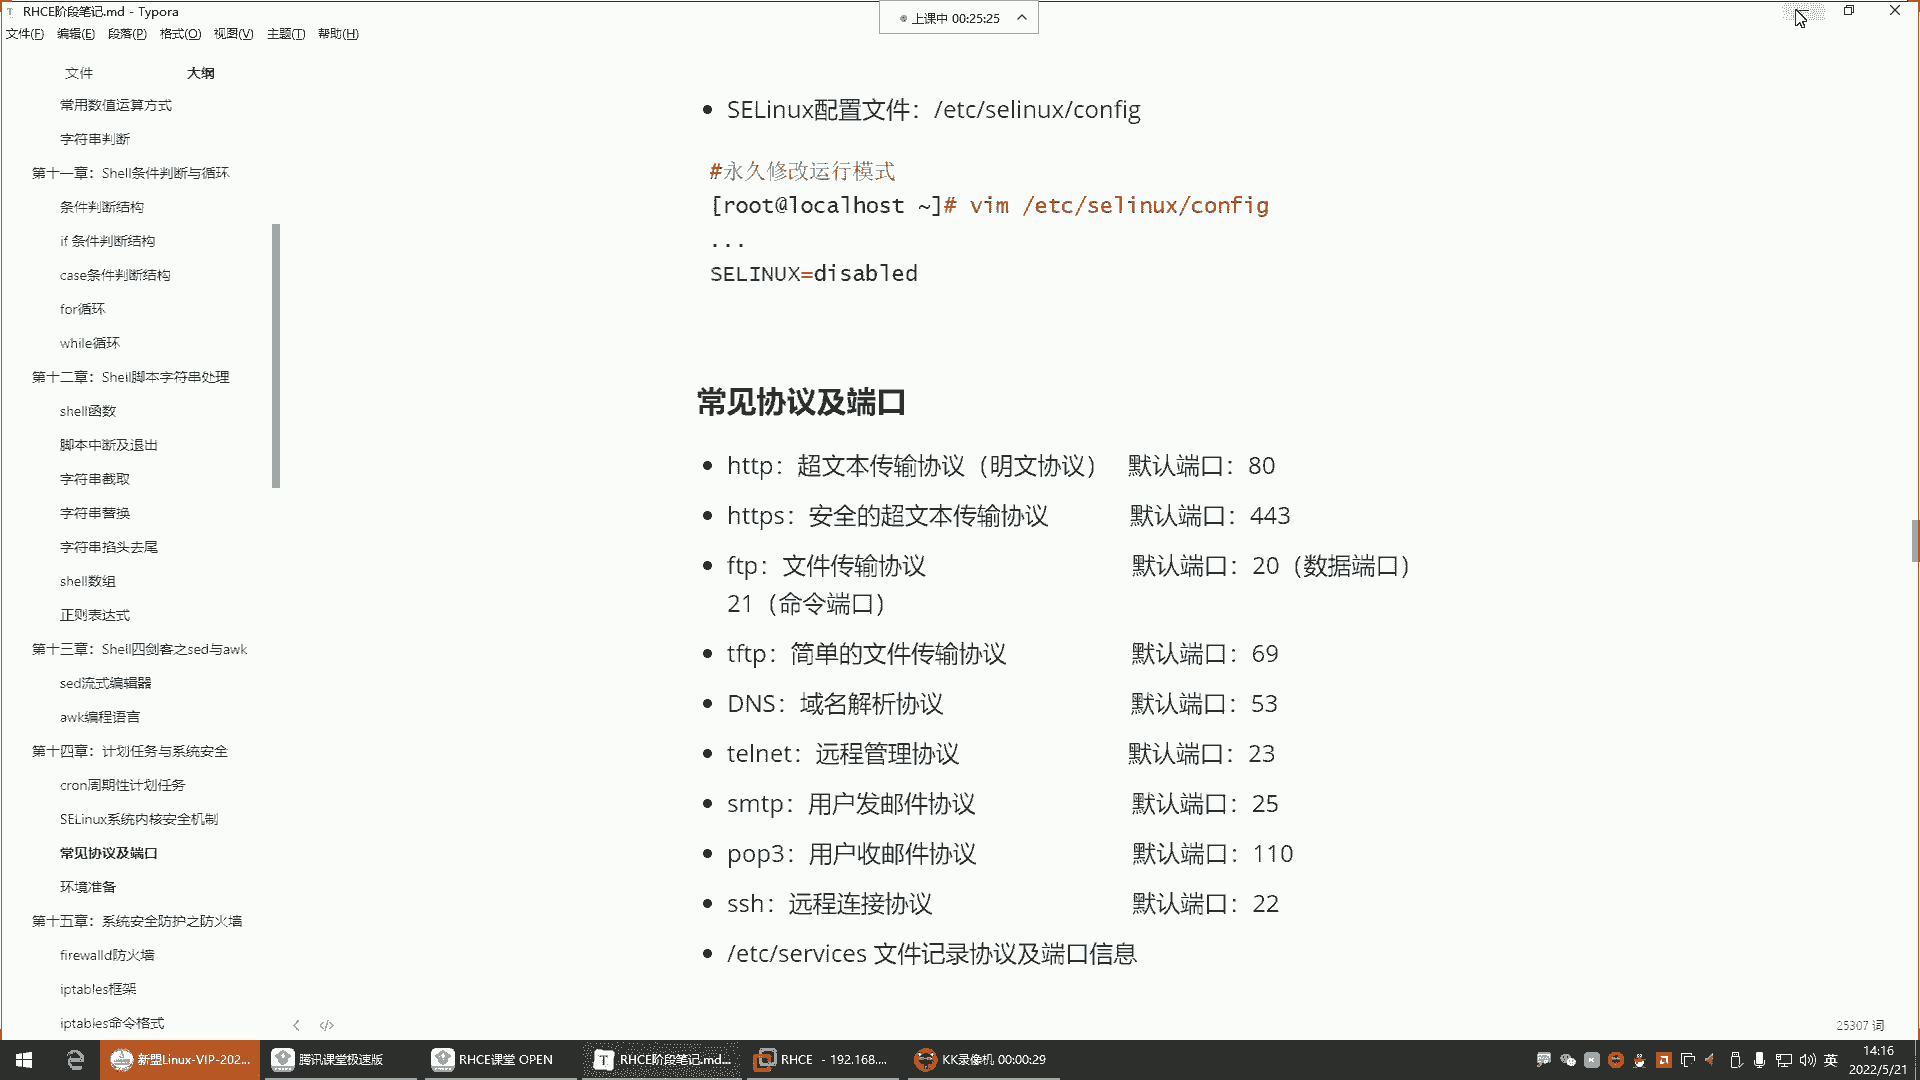 RHCE阶段笔记.md - Typora
上课中 00:25:25
文件(F) 编辑(E) 段落(P) 格式(O) 视图(V) 主题(T) 帮助(H)
文件 大纲
常用数值运算方式
字符串判断
第十一章：Shell条件判断与循环
条件判断结构
if 条件判断结构
case条件判断结构
for循环
while循环
第十二章：Shell脚本字符串处理
shell函数
脚本中断及退出
字符串截取
字符串替换
字符串掐头去尾
shell数组
正则表达式
第十三章：Shell四剑客之sed与awk
sed流式编辑器
awk编程语言
第十四章：计划任务与系统安全
cron周期性计划任务
SELinux系统内核安全机制
常见协议及端口
环境准备
第十五章：系统安全防护之防火墙
firewalld防火墙
iptables框架
iptables命令格式
SELinux配置文件：/etc/selinux/config
#永久修改运行模式
[root@localhost ~]# vim /etc/selinux/config
...
SELINUX=disabled
常见协议及端口
http：超文本传输协议（明文协议） 默认端口：80
https：安全的超文本传输协议 默认端口：443
ftp：文件传输协议 默认端口：20（数据端口）
21（命令端口）
tftp：简单的文件传输协议 默认端口：69
DNS：域名解析协议 默认端口：53
telnet：远程管理协议 默认端口：23
smtp：用户发邮件协议 默认端口：25
pop3：用户收邮件协议 默认端口：110
ssh：远程连接协议 默认端口：22
/etc/services 文件记录协议及端口信息
25307 词
新盟Linux-VIP-202... 腾讯课堂极速版 RHCE课堂 OPEN RHCE阶段笔记.md... RHCE - 192.168.... KK录像机 00:00:29 英
14:16
2022/5/21